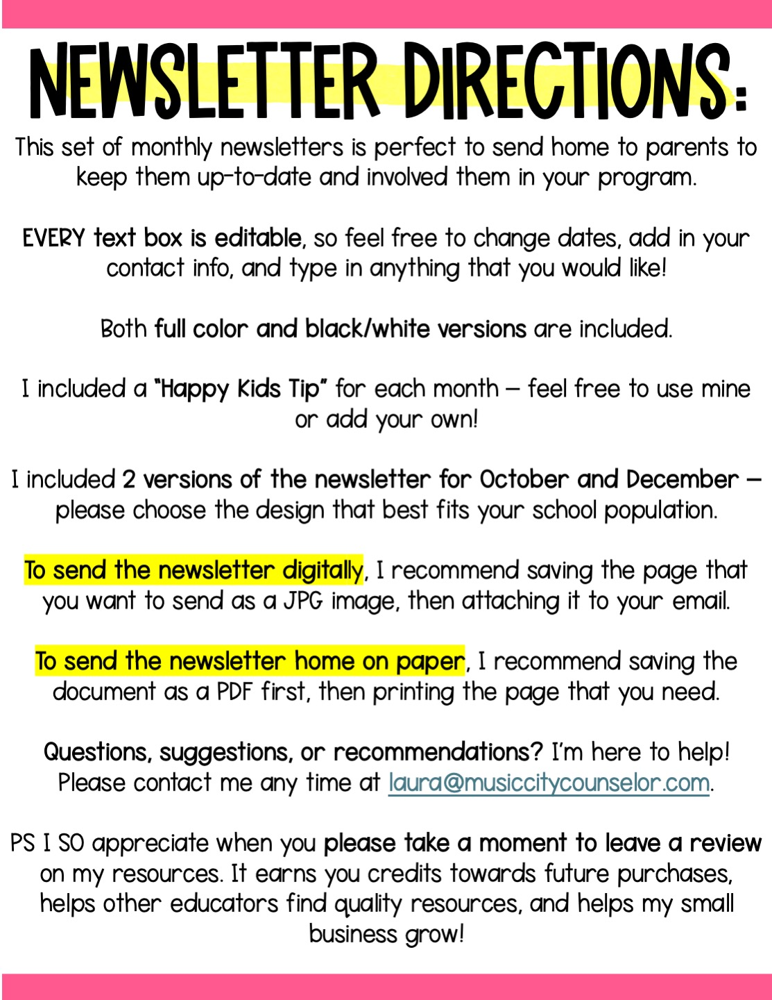 NEWSLETTER DIRECTIONS:
This set of monthly newsletters is perfect to send home to parents to
keep them up-to-date and involved them in your program.
EVERY text box is editable, so feel free to change dates, add in your
contact info, and type in anything that you would like!
Both full color and black/white versions are included.
I included a "Happy Kids Tip" for each month – feel free to use mine
or add your own!
I included 2 versions of the newsletter for October and December –
please choose the design that best fits your school population.
To send the newsletter digitally, I recommend saving the page that
you want to send as a JPG image, then attaching it to your email.
To send the newsletter home on paper, I recommend saving the
document as a PDF first, then printing the page that you need.
Questions, suggestions, or recommendations? I'm here to help!
Please contact me any time at laura@musiccitycounselor.com.
PS I SO appreciate when you please take a moment to leave a review
on my resources. It earns you credits towards future purchases,
helps other educators find quality resources, and helps my small
business grow!